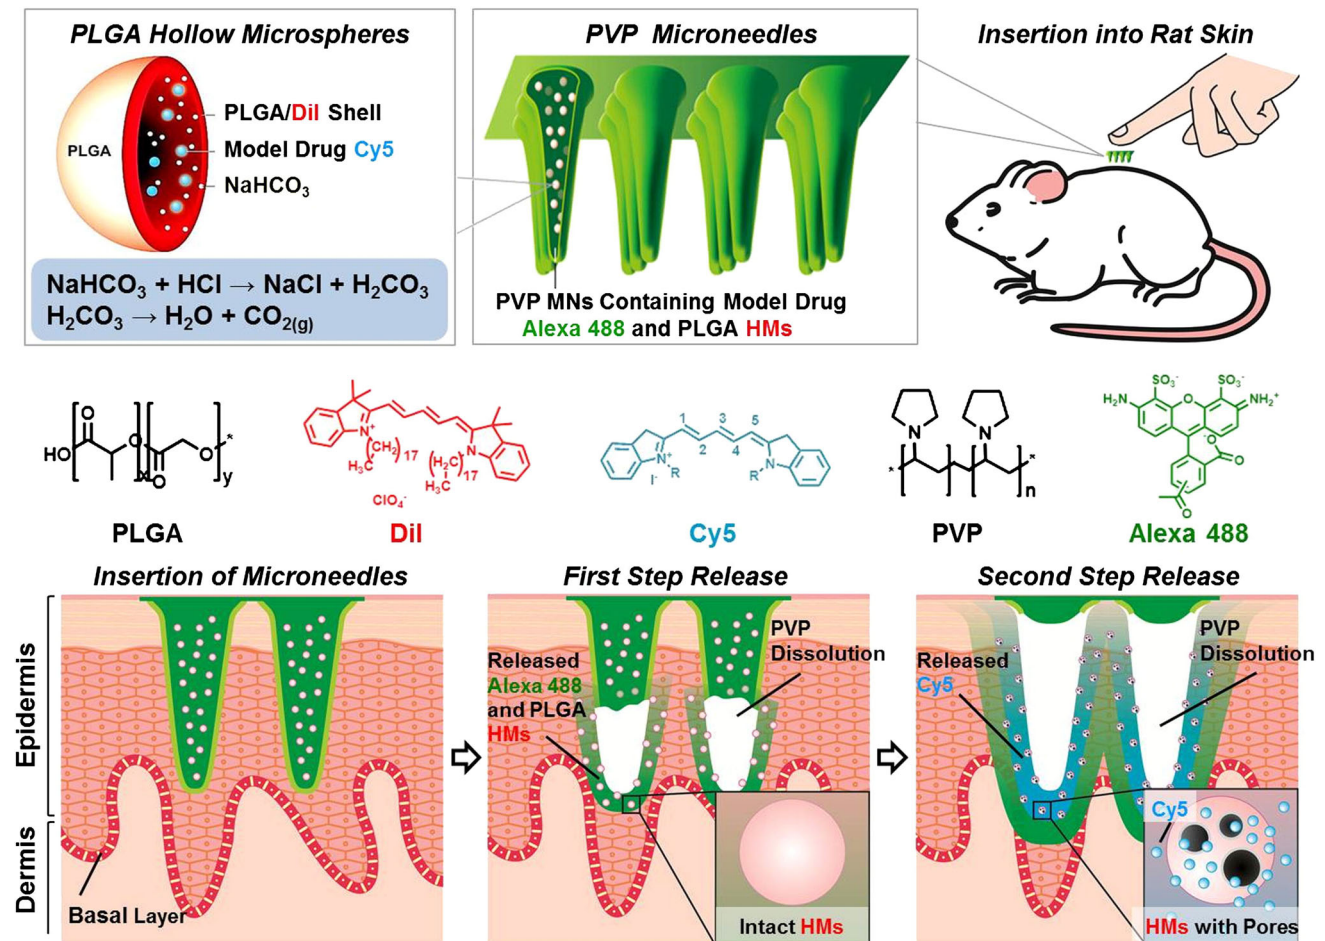 PLGA Hollow Microspheres
PLGA
PLGA/DiI Shell
Model Drug Cy5
NaHCO₃
NaHCO₃ + HCl → NaCl + H₂CO₃
H₂CO₃ → H₂O + CO₂(g)
PVP Microneedles
PVP MNs Containing Model Drug
Alexa 488 and PLGA HMs
Insertion into Rat Skin
HO
O
O
O
O
x
y
*
PLGA
N⁺
(CH₂)₁₇
H₃C
N
(H₂C)₁₇
H₃C
ClO₄⁻
DiI
1
2
3
4
5
N⁺
R
I⁻
N
R
Cy5
N
N
*
*
n
PVP
SO₃⁻
SO₃⁻
H₂N
O
NH₂⁺
O
O
O
Alexa 488
Insertion of Microneedles
Epidermis
Dermis
Basal Layer
First Step Release
PVP
Dissolution
Released
Alexa 488
and PLGA
HMs
Intact HMs
Second Step Release
PVP
Dissolution
Released
Cy5
Cy5
HMs with Pores